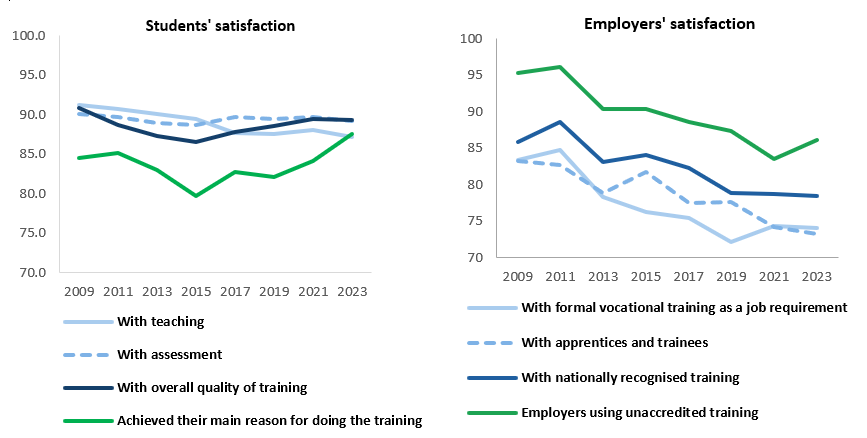 Students' satisfaction
100.0
95.0
90.0
85.0
80.0
75.0
70.0
2009 2011 2013 2015 2017 2019 2021 2023
With teaching
With assessment
With overall quality of training
Achieved their main reason for doing the training
Employers' satisfaction
100
95
90
85
80
75
70
2009 2011 2013 2015 2017 2019 2021 2023
With formal vocational training as a job requirement
With apprentices and trainees
With nationally recognised training
Employers using unaccredited training